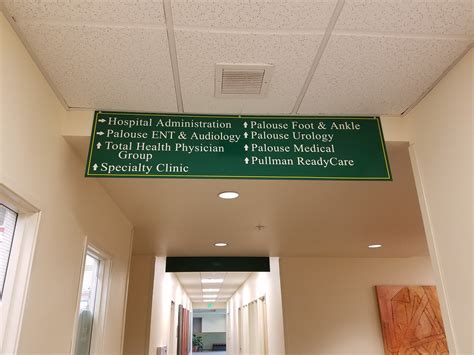 → Hospital Administration
→ Palouse ENT & Audiology
↑ Total Health Physician
Group
↑ Specialty Clinic
↑ Palouse Foot & Ankle
↑ Palouse Urology
↑ Palouse Medical
↑ Pullman ReadyCare